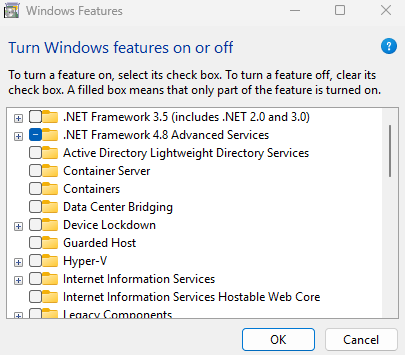 Windows Features
Turn Windows features on or off
?
To turn a feature on, select its check box. To turn a feature off, clear its
check box. A filled box means that only part of the feature is turned on.
.NET Framework 3.5 (includes .NET 2.0 and 3.0)
.NET Framework 4.8 Advanced Services
Active Directory Lightweight Directory Services
Container Server
Containers
Data Center Bridging
Device Lockdown
Guarded Host
Hyper-V
Internet Information Services
Internet Information Services Hostable Web Core
Legacy Components
OK
Cancel